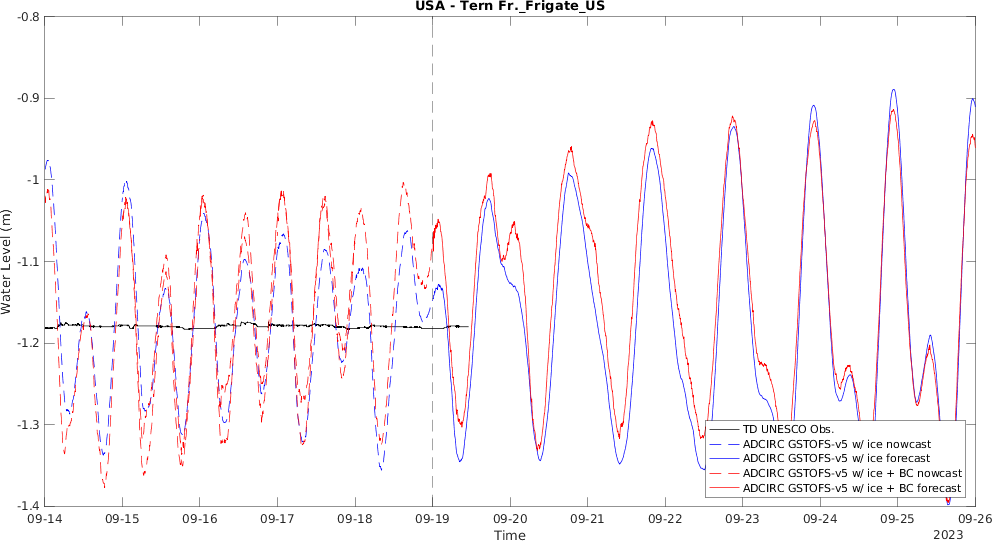 USA - Tern Fr._Frigate_US
-0.8
-0.9
-1
-1.1
-1.2
-1.3
-1.4
Water Level (m)
TD UNESCO Obs.
ADCIRC GSTOFS-v5 w/ ice nowcast
ADCIRC GSTOFS-v5 w/ ice forecast
ADCIRC GSTOFS-v5 w/ ice + BC nowcast
ADCIRC GSTOFS-v5 w/ ice + BC forecast
09-14 09-15 09-16 09-17 09-18 09-19 09-20 09-21 09-22 09-23 09-24 09-25 09-26
Time
2023